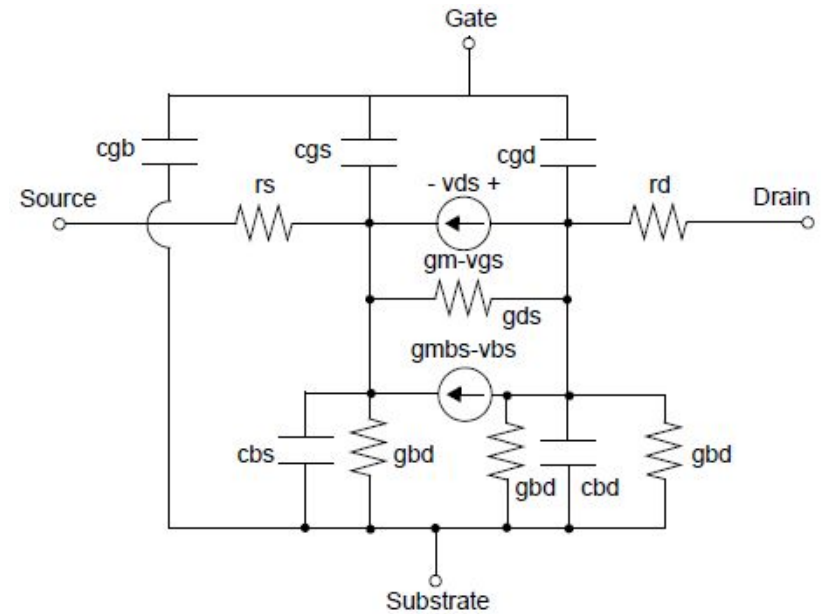 Gate
cgb
cgs
cgd
- vds +
rs
rd
Source
Drain
gm-vgs
gds
gmbs-vbs
cbs
gbd
gbd
cbd
gbd
Substrate